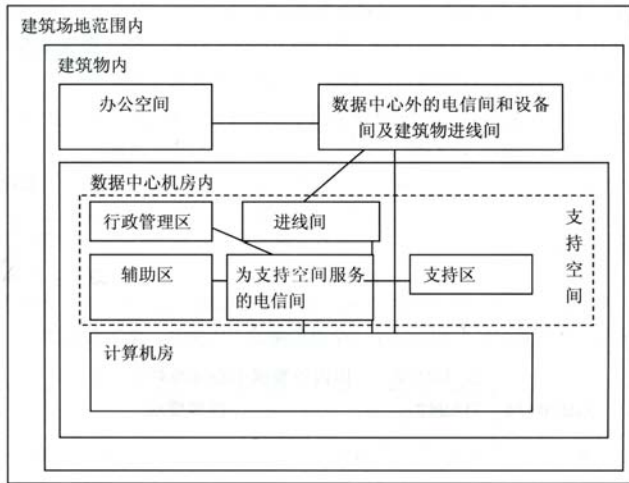 建筑场地范围内
建筑物内
办公空间
数据中心外的电信间和设备
间及建筑物进线间
数据中心机房内
行政管理区
进线间
支持空间
辅助区
为支持空间服务
的电信间
支持区
计算机房